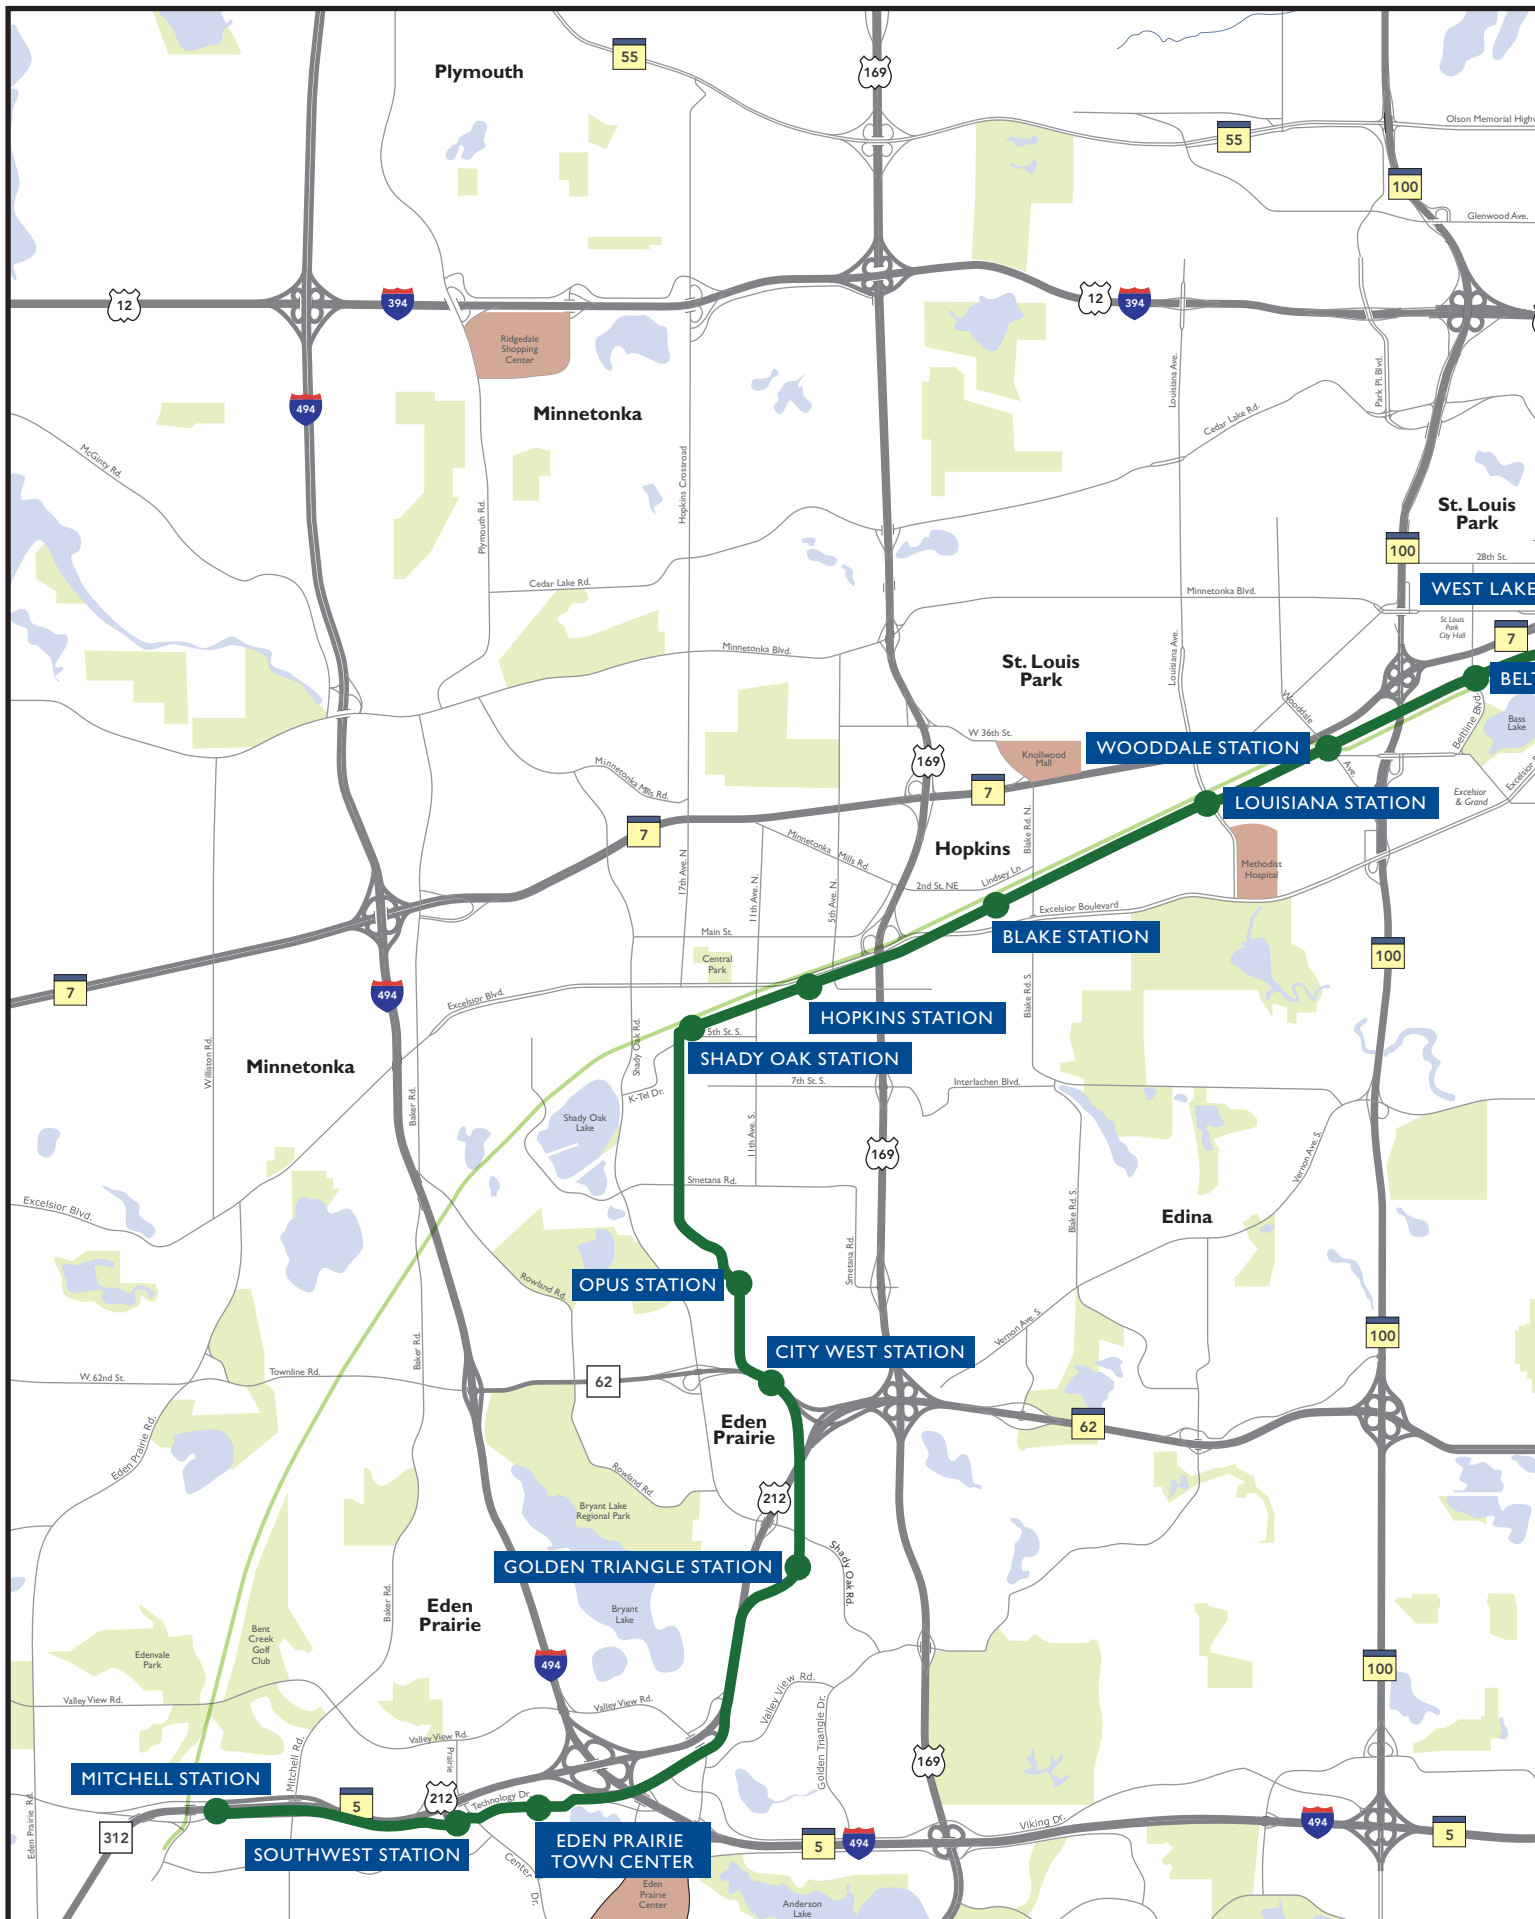 Plymouth
55
169
55
Olson Memorial Highw
100
Glenwood Ave.
12
394
12
394
Ridgedale
Shopping
Center
494
Minnetonka
Louisiana Ave.
Park Pl. Blvd.
Cedar Lake Rd.
McGinty Rd.
Plymouth Rd.
Hopkins Crossroad
St. Louis
Park
100
28th St.
Cedar Lake Rd.
Minnetonka Blvd.
WEST LAKE
St. Louis
Park
City Hall
7
Minnetonka Blvd.
St. Louis
Park
Louisiana Ave.
BELT
Wooddale
Ave.
Beltline Blvd.
Bass
Lake
W 36th St.
WOODDALE STATION
Knollwood
Mall
169
Minnetonka Mills Rd.
7
Excelsior
& Grand
Excelsior B
LOUISIANA STATION
7
Minnetonka Mills Rd.
Hopkins
Blake Rd. N.
17th Ave. N
11th Ave. N.
5th Ave. N.
2nd St. NE
Lindsey Ln
Methodist
Hospital
Excelsior Boulevard
Main St.
BLAKE STATION
100
Central
Park
7
494
Excelsior Blvd.
Blake Rd. S.
HOPKINS STATION
5th St. S.
Williston Rd.
Minnetonka
Shady Oak Rd.
SHADY OAK STATION
7th St. S.
Interlachen Blvd.
Baker Rd.
K-Tel Dr.
Shady Oak
Lake
11th Ave. S.
169
Vernon Ave. S.
Smetana Rd.
Excelsior Blvd.
Blake Rd. S.
Edina
Smetana Rd.
OPUS STATION
Rowland Rd.
Vernon Ave. S.
100
Baker Rd.
CITY WEST STATION
W. 62nd St.
Townline Rd.
62
Eden
Prairie
62
Eden Prairie Rd.
Rowland Rd.
212
Bryant Lake
Regional Park
Shady Oak Rd.
GOLDEN TRIANGLE STATION
Baker Rd.
Eden
Prairie
Bryant
Lake
Bent
Creek
Golf
Club
Edenvale
Park
494
100
Valley View Rd.
Valley View Rd.
Valley View Rd.
Valley View Rd.
Golden Triangle Dr.
Prairie
Mitchell Rd.
169
MITCHELL STATION
Eden Prairie Rd.
5
212
Technology Dr.
312
SOUTHWEST STATION
EDEN PRAIRIE
TOWN CENTER
5
494
Viking Dr.
494
5
Center Dr.
Eden
Prairie
Center
Anderson
Lake